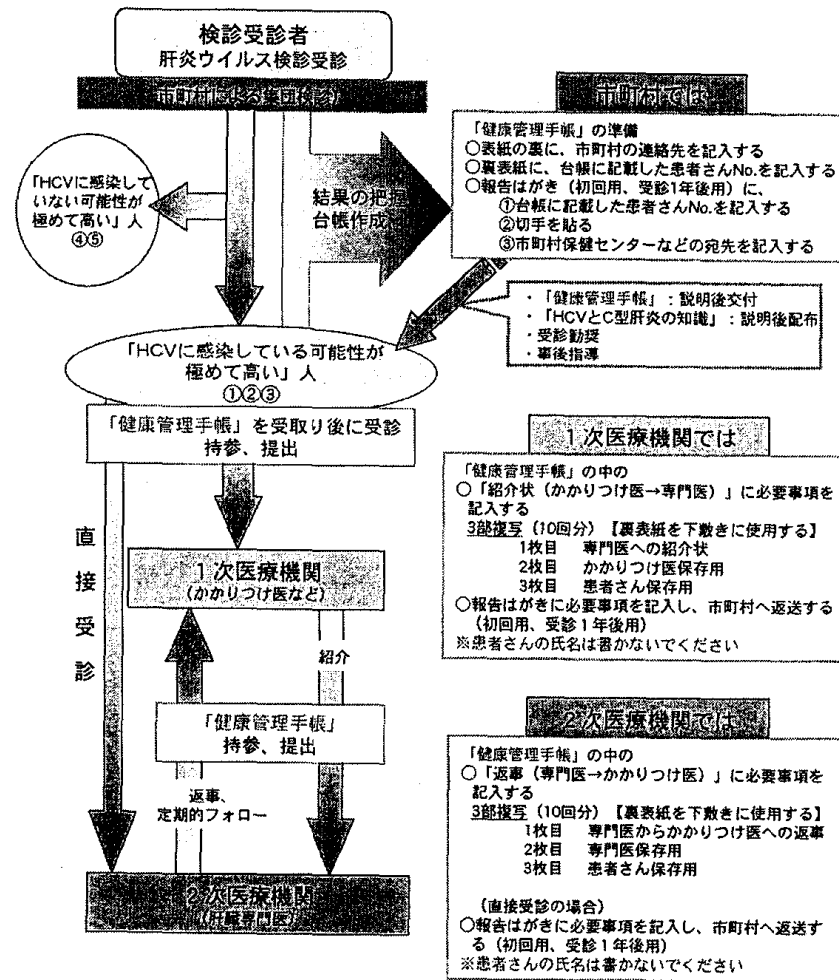 検診受診者
肝炎ウイルス検診受診
市町村による集団検診
「HCVに感染して
いない可能性が
極めて高い」人
④⑤
結果の把握
台帳作成
市町村では
「健康管理手帳」の準備
○表紙の裏に、市町村の連絡先を記入する
○裏表紙に、台帳に記載した患者さんNo.を記入する
○報告はがき（初回用、受診1年後用）に、
①台帳に記載した患者さんNo.を記入する
②切手を貼る
③市町村保健センターなどの宛先を記入する
・「健康管理手帳」：説明後交付
・「HCVとC型肝炎の知識」：説明後配布
・受診勧奨
・事後指導
「HCVに感染している可能性が
極めて高い」人
①②③
「健康管理手帳」を受取り後に受診
持参、提出
直接受診
1次医療機関
(かかりつけ医など)
紹介
「健康管理手帳」
持参、提出
返事、
定期的フォロー
2次医療機関
(肝臓専門医)
1次医療機関では
「健康管理手帳」の中の
○「紹介状（かかりつけ医→専門医）」に必要事項を
記入する
3部複写（10回分）【裏表紙を下敷きに使用する】
1枚目 専門医への紹介状
2枚目 かかりつけ医保存用
3枚目 患者さん保存用
○報告はがきに必要事項を記入し、市町村へ返送する
（初回用、受診1年後用）
※患者さんの氏名は書かないでください
2次医療機関では
「健康管理手帳」の中の
○「返事（専門医→かかりつけ医）」に必要事項を
記入する
3部複写（10回分）【裏表紙を下敷きに使用する】
1枚目 専門医からかかりつけ医への返事
2枚目 専門医保存用
3枚目 患者さん保存用
（直接受診の場合）
○報告はがきに必要事項を記入し、市町村へ返送す
る（初回用、受診1年後用）
※患者さんの氏名は書かないでください